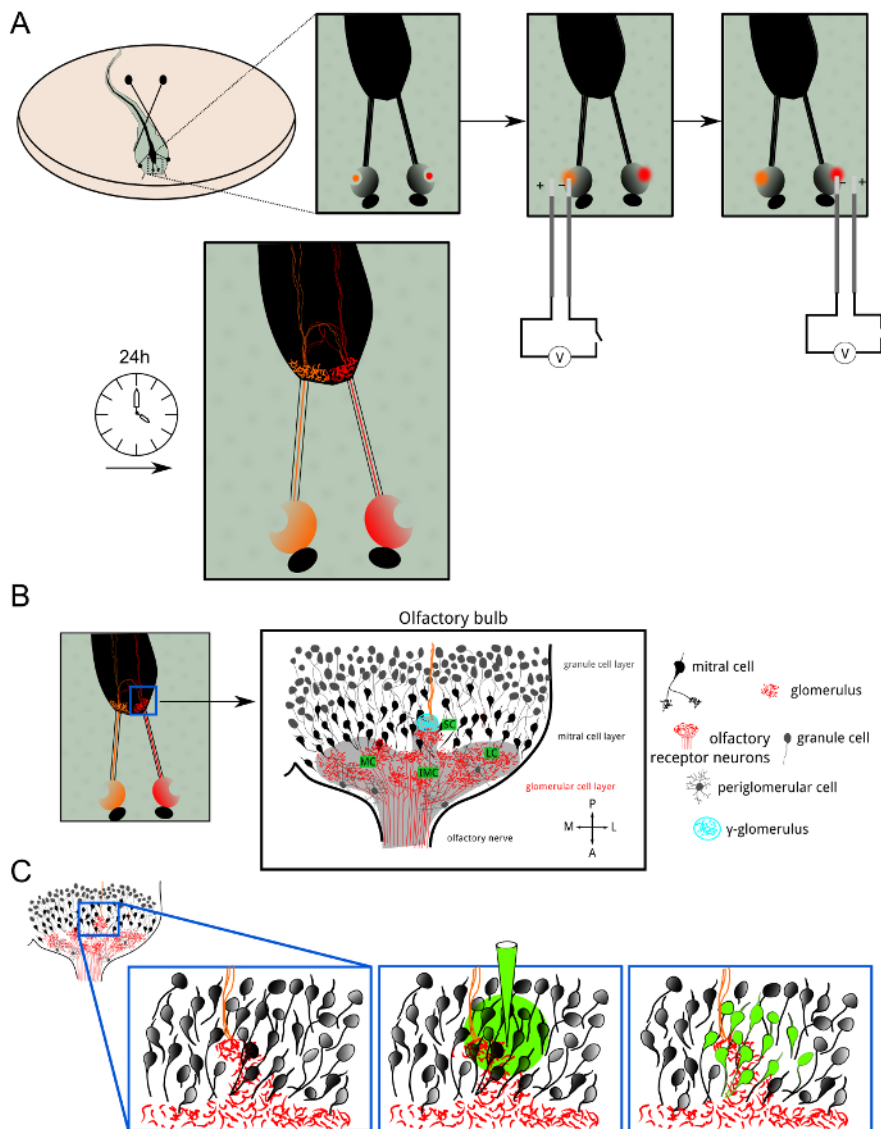 A
+ −
− +
V
V
24h
B
Olfactory bulb
granule cell layer
mitral cell
glomerulus
SC
mitral cell layer
olfactory
receptor neurons
granule cell
MC
LC
IMC
glomerular cell layer
periglomerular cell
P
M L
A
olfactory nerve
γ-glomerulus
C